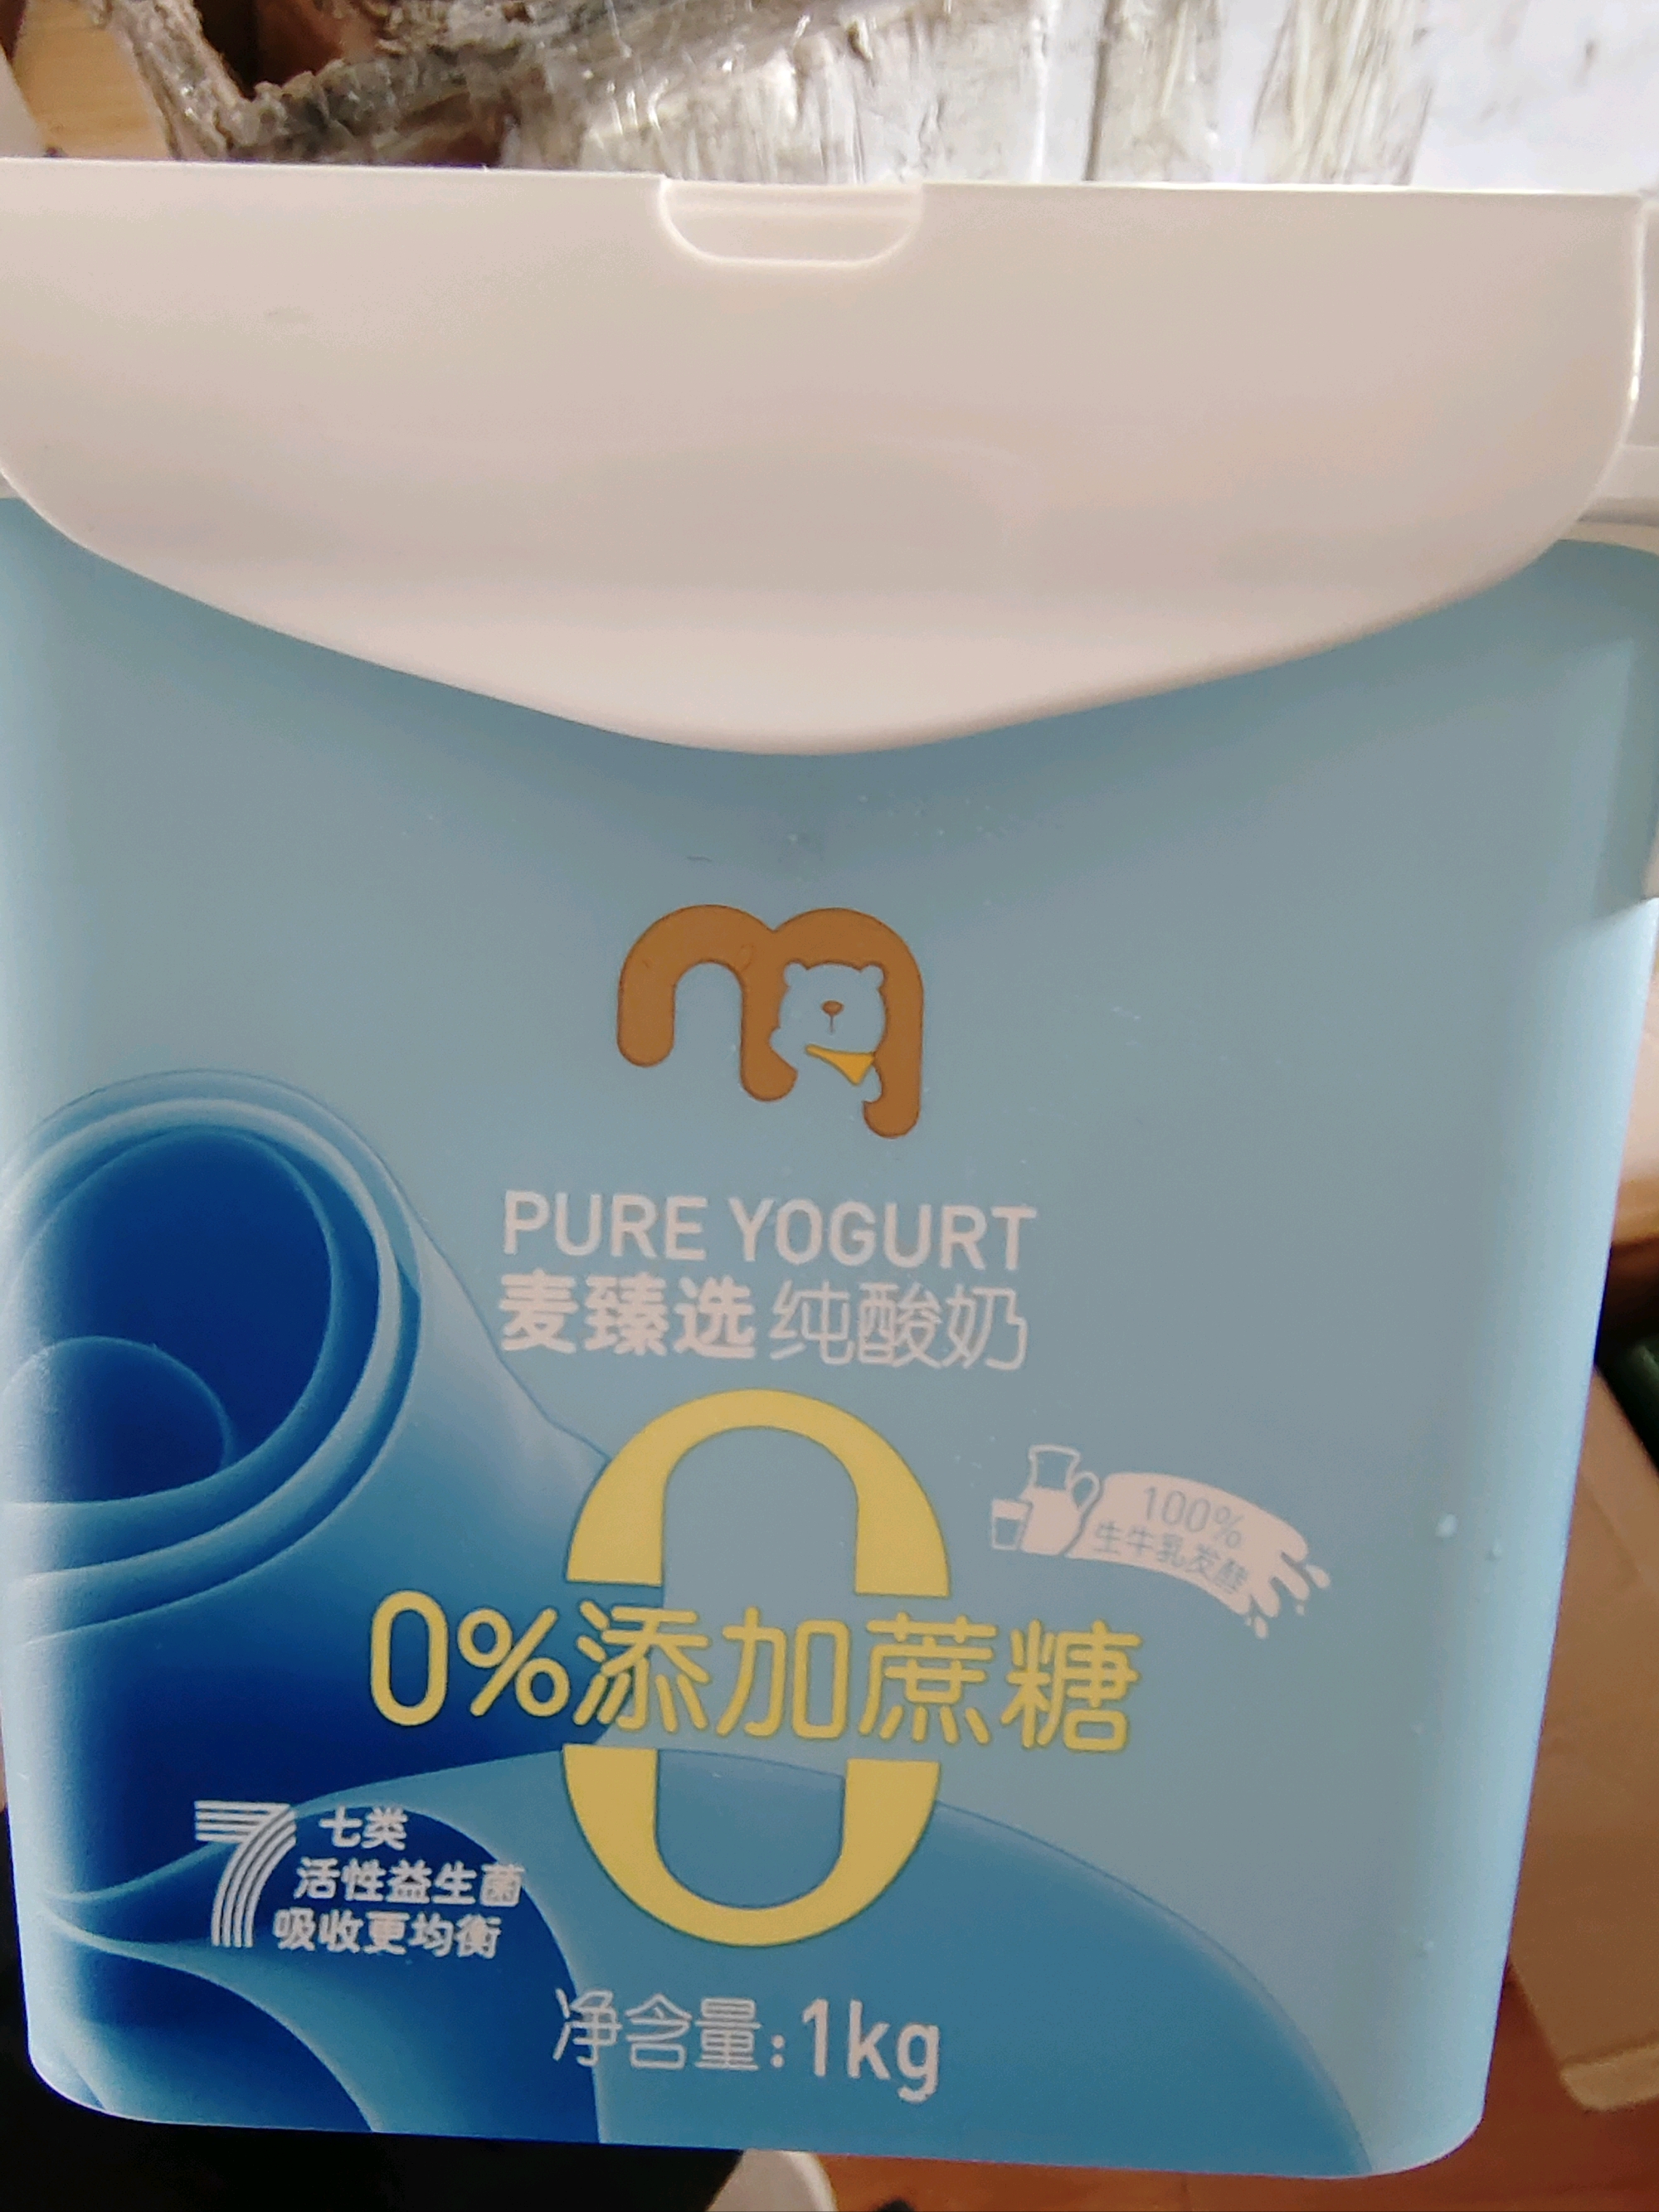 PURE YOGURT
麦臻选 纯酸奶
100%
生牛乳发酵
0%添加蔗糖
七类
活性益生菌
吸收更均衡
净含量:1kg